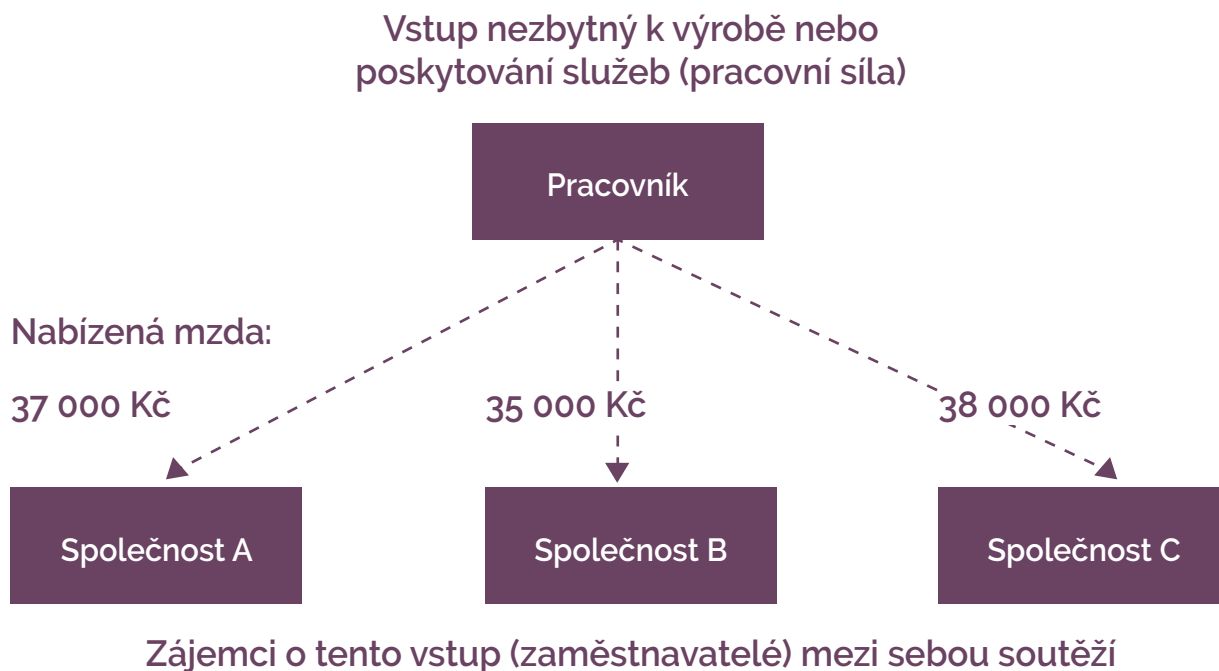 Vstup nezbytný k výrobě nebo
poskytování služeb (pracovní síla)
Pracovník
Nabízená mzda:
37 000 Kč
35 000 Kč
38 000 Kč
Společnost A
Společnost B
Společnost C
Zájemci o tento vstup (zaměstnavatelé) mezi sebou soutěží